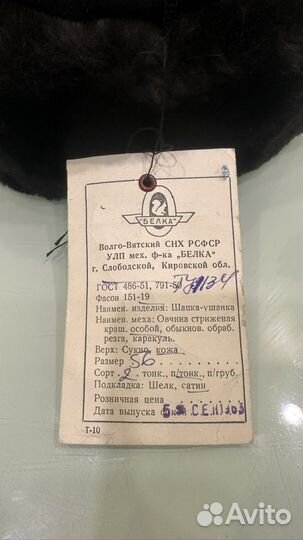 "БЕЛКА"
Волго-Вятский СНХ РСФСР
УЛП мех. ф-ка „БЕЛКА"
г. Слободской, Кировской обл.
ГОСТ 486-51, 791-50
Фасон 151-19
Наимен. изделия: Шапка-ушанка
Наимен. меха: Овчина стриженая
краш. особой, обыкнов. обраб.
резга, каракуль.
Верх: Сукно, кожа
Размер 56
Сорт 2 тонк., п/тонк., п/груб.
Подкладка: Шелк, сатин
Розничная цена
Дата выпуска СЕН
Т-10
Avito